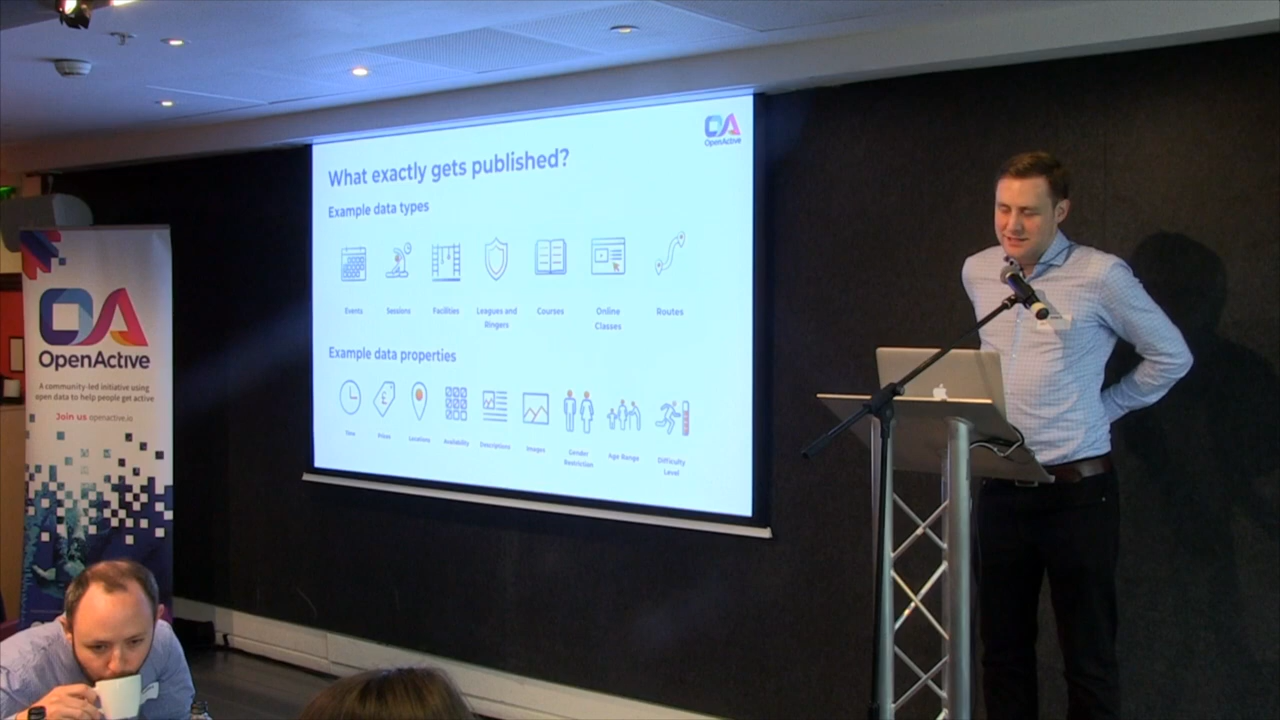 OpenActive
What exactly gets published?
Example data types
Events
Sessions
Facilities
Leagues and
Ringers
Courses
Online
Classes
Routes
Example data properties
Time
Prices
Locations
Availability
Descriptions
Images
Gender
Restriction
Age Range
Difficulty
Level
OA
OpenActive
A community-led initiative using
open data to help people get active
Join us openactive.io